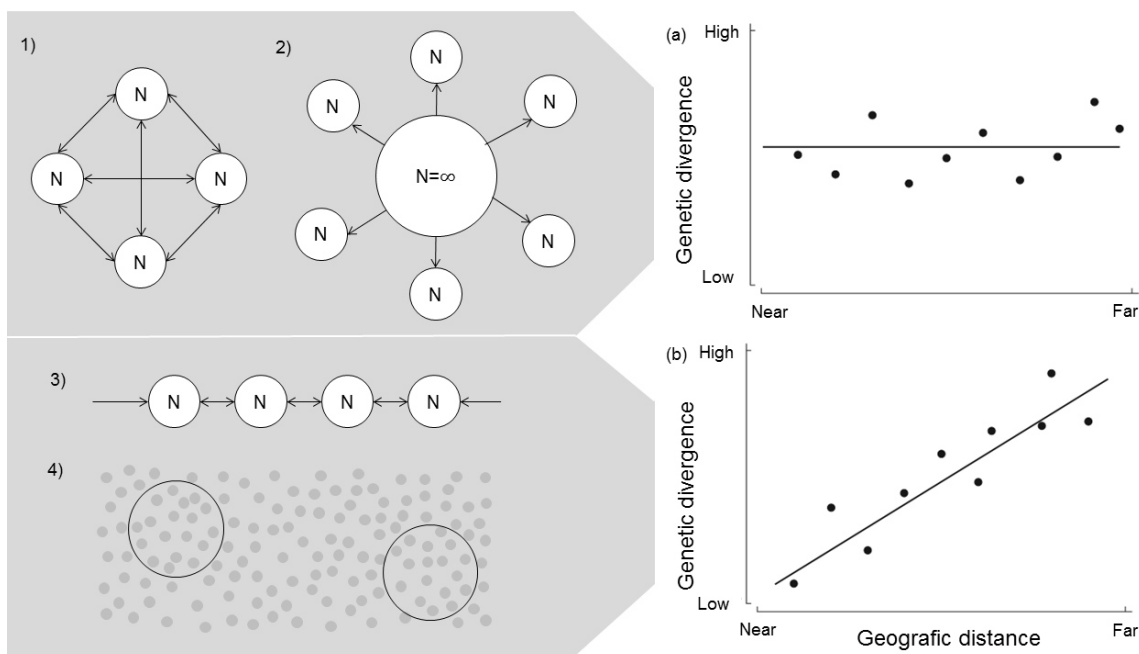 1)
N
N
N
N
2)
N
N
N
N=∞
N
N
N
3)
N
N
N
N
4)
(a)
High
Genetic divergence
Low
Near
Far
(b)
High
Genetic divergence
Low
Near
Far
Geografic distance